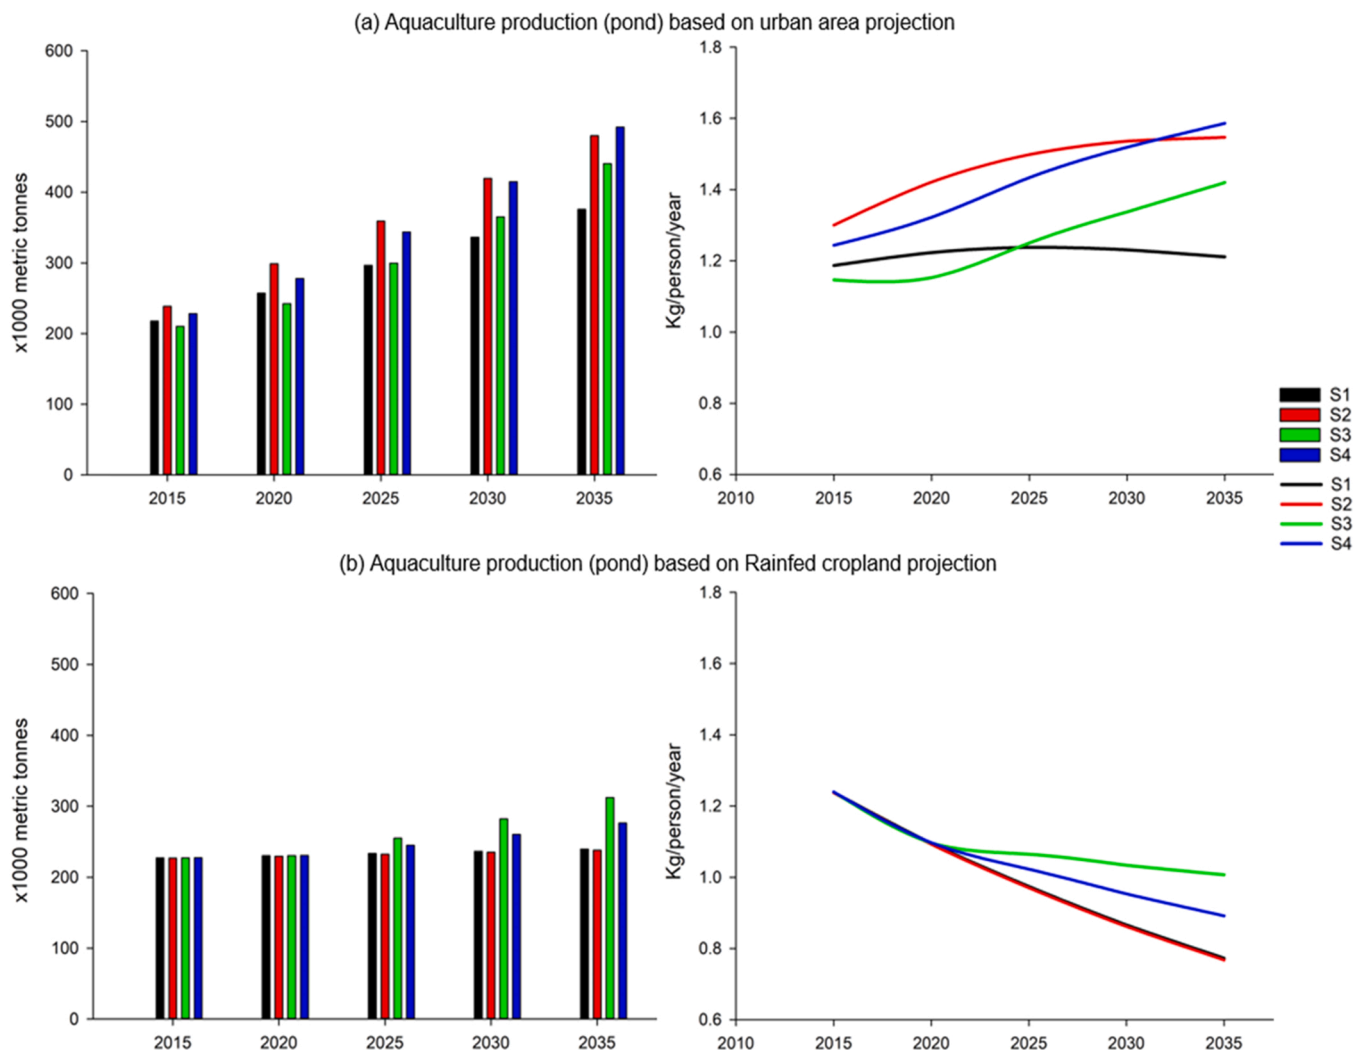 (a) Aquaculture production (pond) based on urban area projection
x1000 metric tonnes
600
500
400
300
200
100
0
2015 2020 2025 2030 2035
Kg/person/year
1.8
1.6
1.4
1.2
1.0
0.8
0.6
2010 2015 2020 2025 2030 2035
S1
S2
S3
S4
S1
S2
S3
S4
(b) Aquaculture production (pond) based on Rainfed cropland projection
x1000 metric tonnes
600
500
400
300
200
100
0
2015 2020 2025 2030 2035
Kg/person/year
1.8
1.6
1.4
1.2
1.0
0.8
0.6
2010 2015 2020 2025 2030 2035